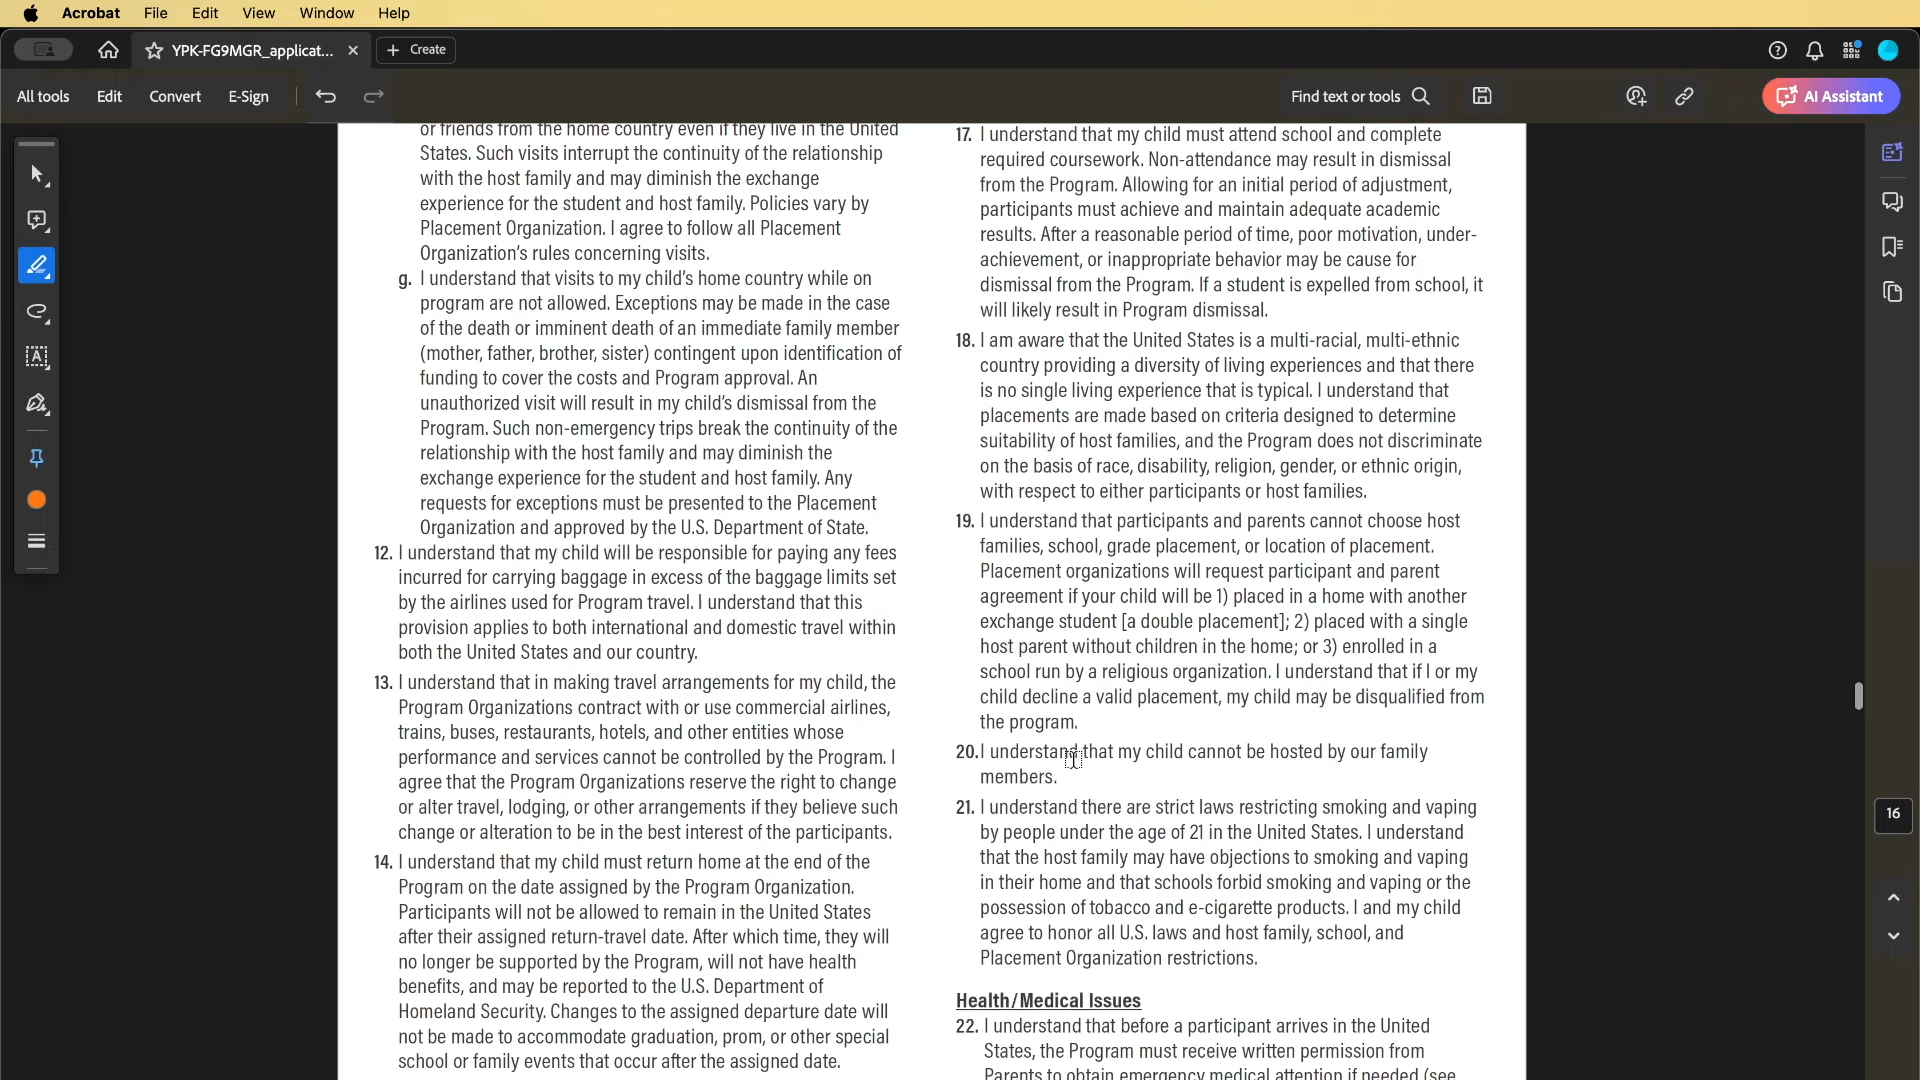 Acrobat File Edit View Window Help
YPK-FG9MGR_applicat...
Create
All tools Edit Convert E-Sign
Find text or tools
AI Assistant
or friends from the home country even if they live in the United
States. Such visits interrupt the continuity of the relationship
with the host family and may diminish the exchange
experience for the student and host family. Policies vary by
Placement Organization. I agree to follow all Placement
Organization's rules concerning visits.
g. I understand that visits to my child's home country while on
program are not allowed. Exceptions may be made in the case
of the death or imminent death of an immediate family member
(mother, father, brother, sister) contingent upon identification of
funding to cover the costs and Program approval. An
unauthorized visit will result in my child's dismissal from the
Program. Such non-emergency trips break the continuity of the
relationship with the host family and may diminish the
exchange experience for the student and host family. Any
requests for exceptions must be presented to the Placement
Organization and approved by the U.S. Department of State.
12. I understand that my child will be responsible for paying any fees
incurred for carrying baggage in excess of the baggage limits set
by the airlines used for Program travel. I understand that this
provision applies to both international and domestic travel within
both the United States and our country.
13. I understand that in making travel arrangements for my child, the
Program Organizations contract with or use commercial airlines,
trains, buses, restaurants, hotels, and other entities whose
performance and services cannot be controlled by the Program. I
agree that the Program Organizations reserve the right to change
or alter travel, lodging, or other arrangements if they believe such
change or alteration to be in the best interest of the participants.
14. I understand that my child must return home at the end of the
Program on the date assigned by the Program Organization.
Participants will not be allowed to remain in the United States
after their assigned return-travel date. After which time, they will
no longer be supported by the Program, will not have health
benefits, and may be reported to the U.S. Department of
Homeland Security. Changes to the assigned departure date will
not be made to accommodate graduation, prom, or other special
school or family events that occur after the assigned date.
17. I understand that my child must attend school and complete
required coursework. Non-attendance may result in dismissal
from the Program. Allowing for an initial period of adjustment,
participants must achieve and maintain adequate academic
results. After a reasonable period of time, poor motivation, under-
achievement, or inappropriate behavior may be cause for
dismissal from the Program. If a student is expelled from school, it
will likely result in Program dismissal.
18. I am aware that the United States is a multi-racial, multi-ethnic
country providing a diversity of living experiences and that there
is no single living experience that is typical. I understand that
placements are made based on criteria designed to determine
suitability of host families, and the Program does not discriminate
on the basis of race, disability, religion, gender, or ethnic origin,
with respect to either participants or host families.
19. I understand that participants and parents cannot choose host
families, school, grade placement, or location of placement.
Placement organizations will request participant and parent
agreement if your child will be 1) placed in a home with another
exchange student [a double placement]; 2) placed with a single
host parent without children in the home; or 3) enrolled in a
school run by a religious organization. I understand that if I or my
child decline a valid placement, my child may be disqualified from
the program.
20. I understand that my child cannot be hosted by our family
members.
21. I understand there are strict laws restricting smoking and vaping
by people under the age of 21 in the United States. I understand
that the host family may have objections to smoking and vaping
in their home and that schools forbid smoking and vaping or the
possession of tobacco and e-cigarette products. I and my child
agree to honor all U.S. laws and host family, school, and
Placement Organization restrictions.
Health/Medical Issues
22. I understand that before a participant arrives in the United
States, the Program must receive written permission from
Parents to obtain emergency medical attention if needed (see
16